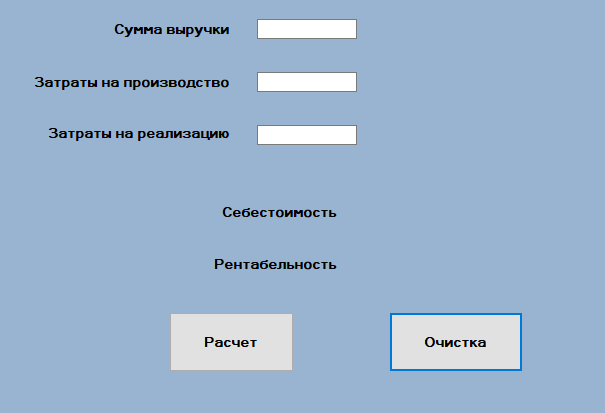 Сумма выручки
Затраты на производство
Затраты на реализацию
Себестоимость
Рентабельность
Расчет
Очистка